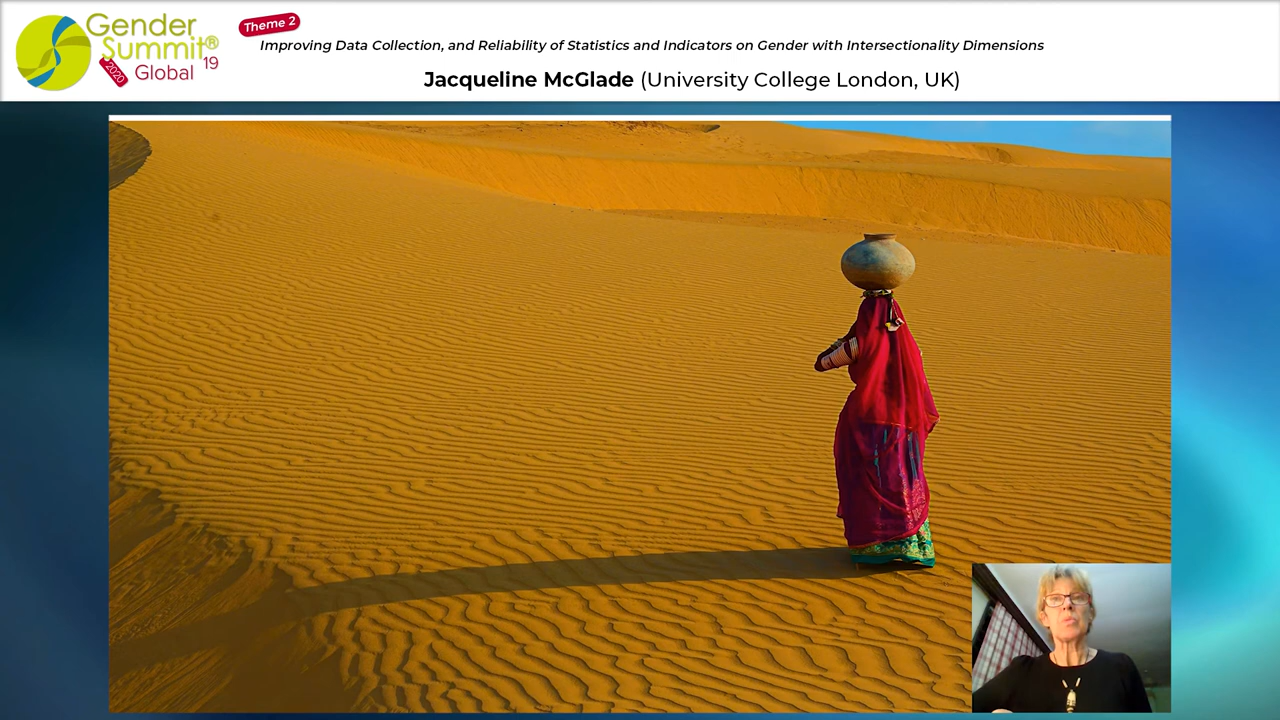 Gender
Summit®
Global 19
2020
Theme 2
Improving Data Collection, and Reliability of Statistics and Indicators on Gender with Intersectionality Dimensions
Jacqueline McGlade (University College London, UK)